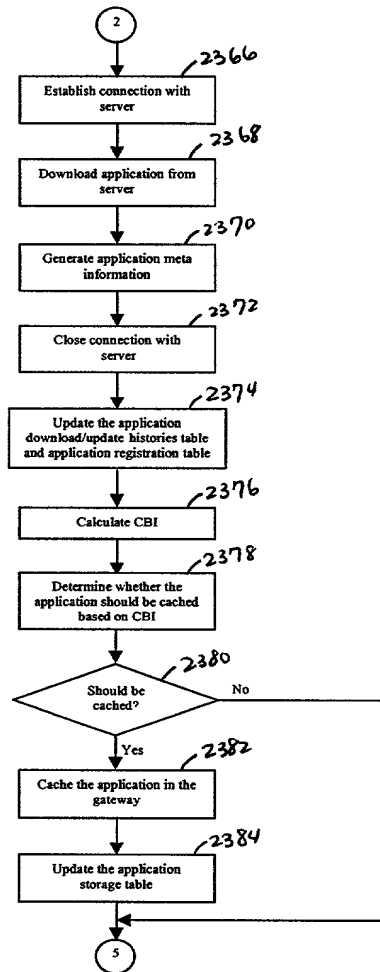 2
2366
Establish connection with
server
2368
Download application from
server
2370
Generate application meta
information
2372
Close connection with
server
2374
Update the application
download/update histories table
and application registration table
2376
Calculate CBI
2378
Determine whether the
application should be cached
based on CBI
2380
Should be
cached?
No
Yes
2382
Cache the application in the
gateway
2384
Update the application
storage table
5